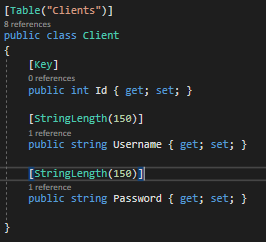 [Table("Clients")]
8 references
public class Client
{
[Key]
0 references
public int Id { get; set; }
[StringLength(150)]
1 reference
public string Username { get; set; }
[StringLength(150)]
1 reference
public string Password { get; set; }
}